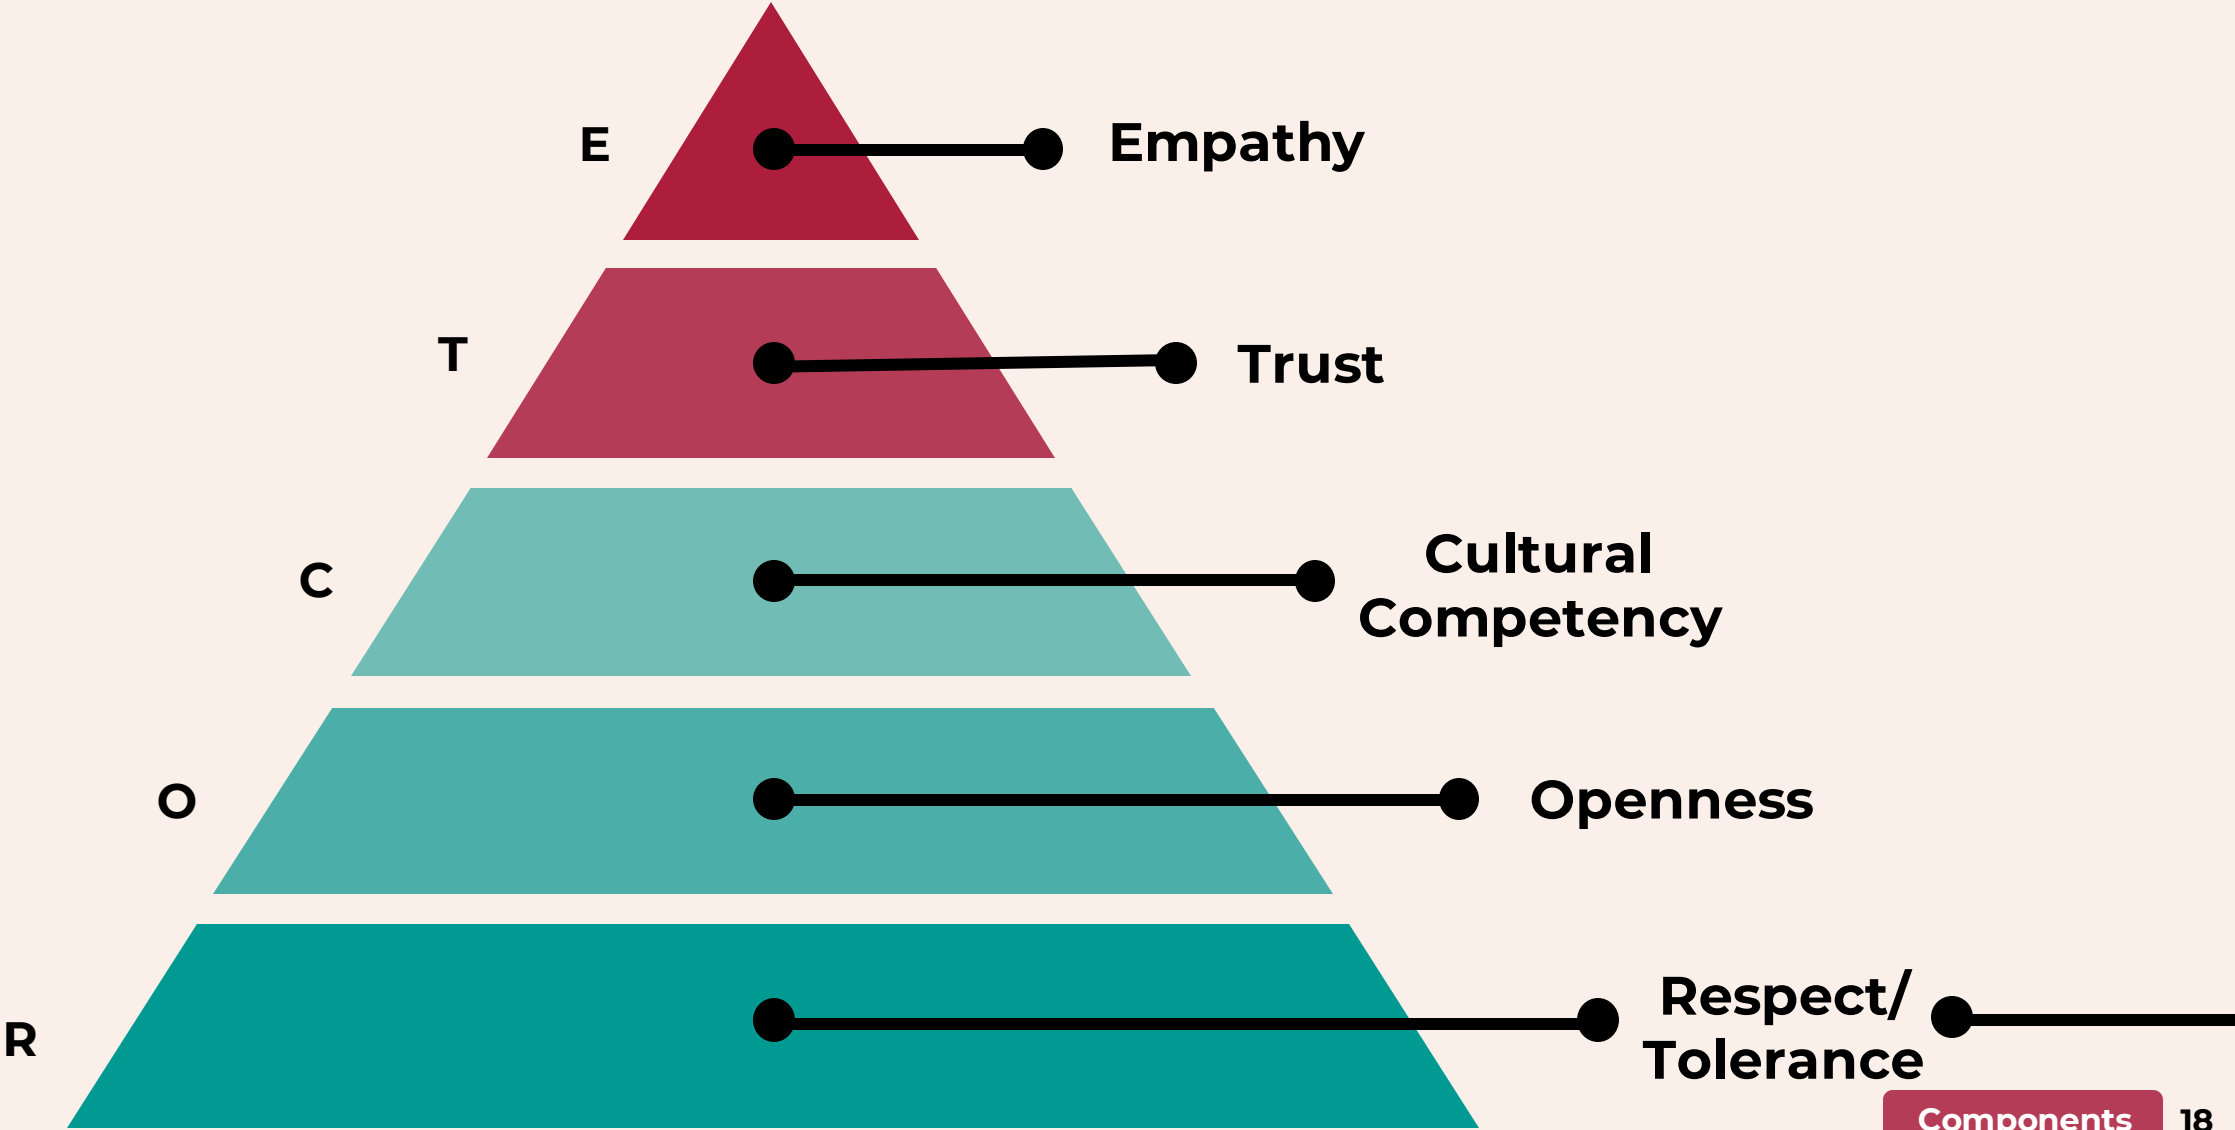 E
Empathy
T
Trust
C
Cultural
Competency
O
Openness
R
Respect/
Tolerance
Components
18